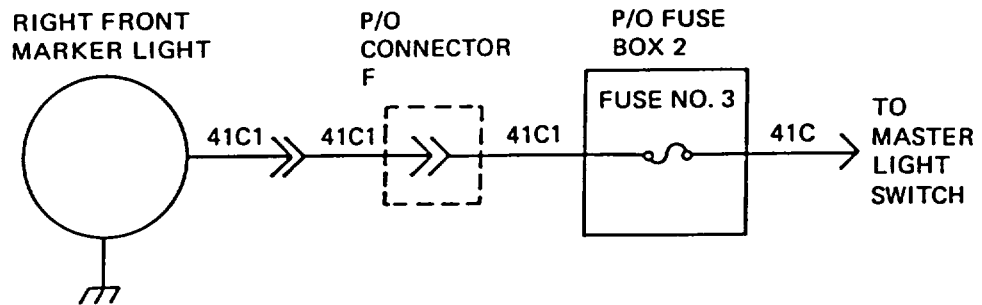 RIGHT FRONT
MARKER LIGHT
P/O
CONNECTOR
F
P/O FUSE
BOX 2
FUSE NO. 3
41C1
41C1
41C1
41C
TO
MASTER
LIGHT
SWITCH